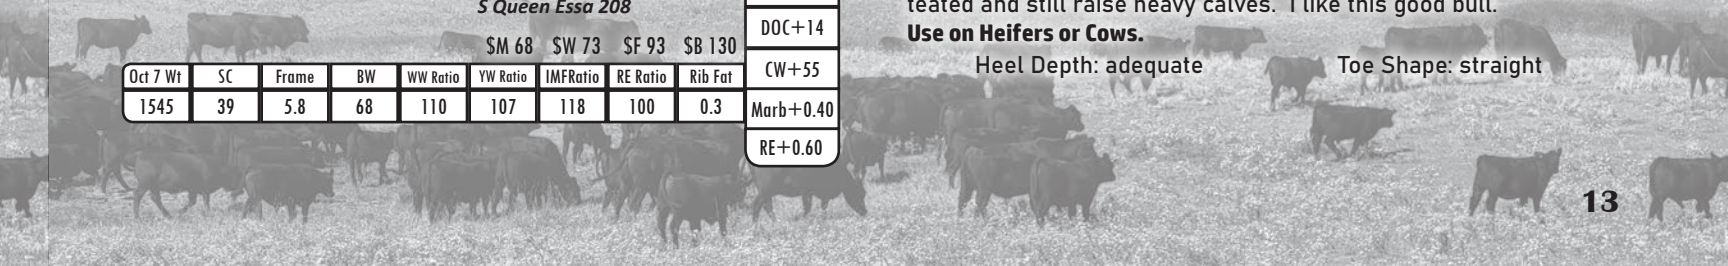 S Queen Essa 208
$M 68 $W 73 $F 93 $B 130
Oct 7 Wt SC Frame BW WW Ratio YW Ratio IMFRatio RE Ratio Rib Fat
1545 39 5.8 68 110 107 118 100 0.3
DOC+14
CW+55
Marb+0.40
RE+0.60
teated and still raise heavy calves. I like this good bull.
Use on Heifers or Cows.
Heel Depth: adequate Toe Shape: straight
13